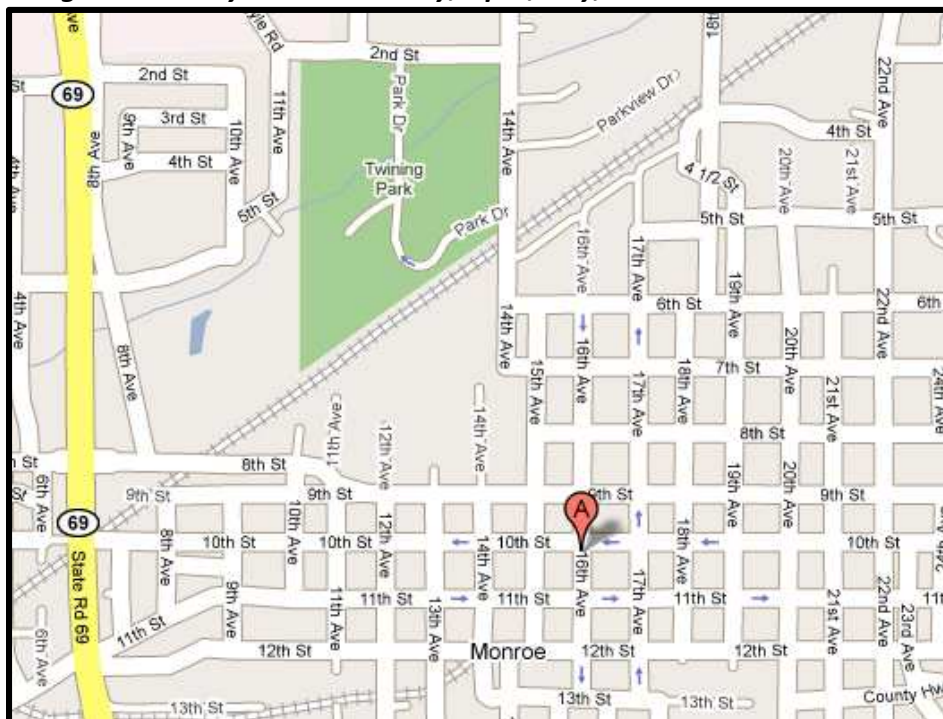 2nd St
2nd St
69
3rd St
4th St
4th St
9th Ave
10th Ave
11th Ave
5th St
8th Ave
4th Ave
Park Dr
Twining
Park
Park Dr
14th Ave
Parkview Dr
22nd Ave
4th St
4 1/2 St
20th Ave
21st Ave
5th St
5th St
16th Ave
17th Ave
19th Ave
22nd Ave
6th St
4th Ave
8th Ave
14th Ave
15th Ave
16th Ave
17th Ave
18th Ave
20th Ave
7th St
21st Ave
24th Ave
8th St
8th St
11th Ave
12th Ave
14th Ave
19th Ave
20th Ave
6th Ave
9th St
9th St
9th St
9th St
10th Ave
A
69
8th Ave
10th St
10th St
12th Ave
10th St
14th Ave
18th Ave
10th St
State Rd 69
9th Ave
11th Ave
13th Ave
16th Ave
17th Ave
21st Ave
22nd Ave
23rd Ave
11th St
11th St
11th St
11th St
6th Ave
12th St
Monroe
12th St
12th St
13th St
13th St
13th St
County Hw